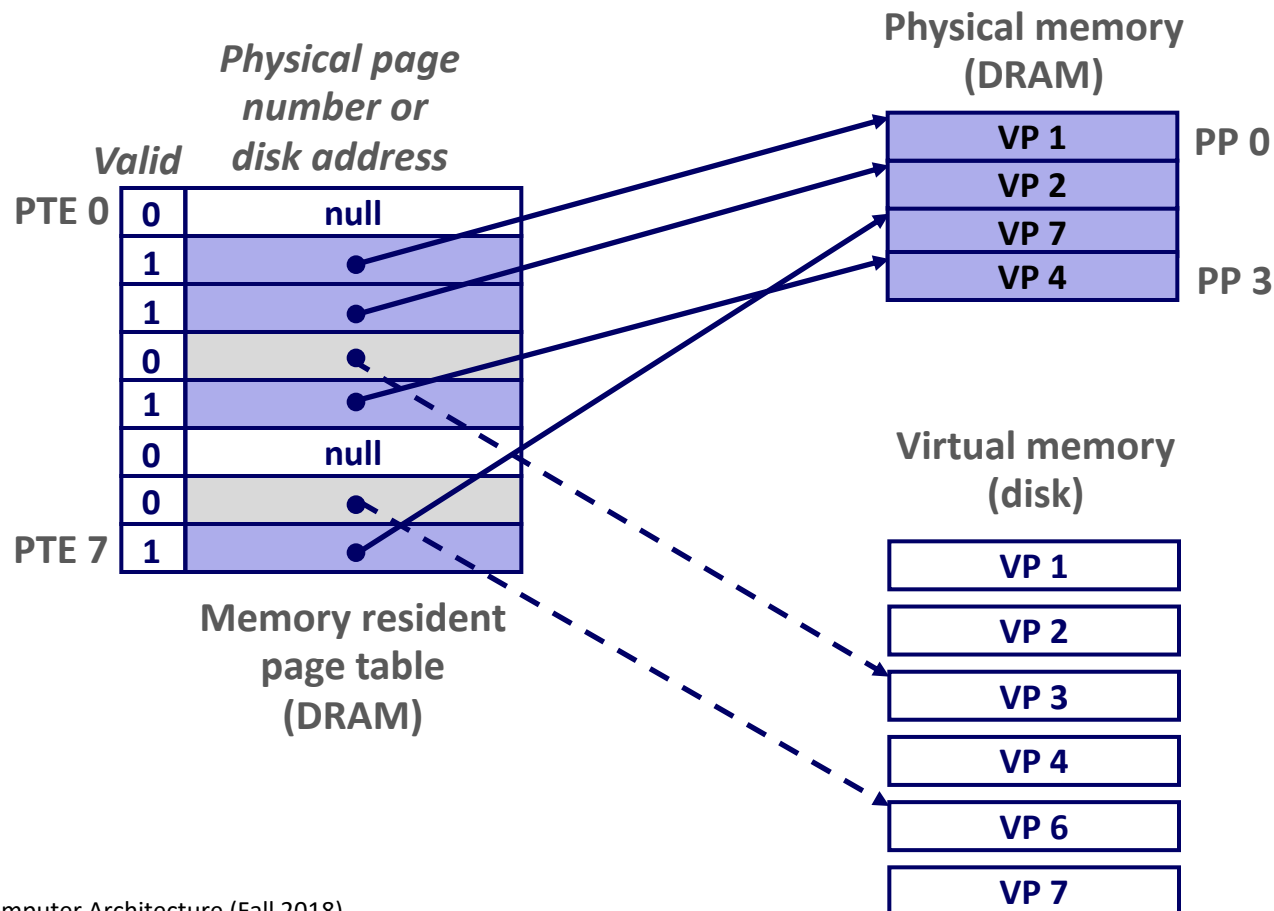 Physical page
number or
disk address
Valid
PTE 0
0
null
1
1
0
1
0
null
0
PTE 7
1
Memory resident
page table
(DRAM)
Physical memory
(DRAM)
VP 1
PP 0
VP 2
VP 7
VP 4
PP 3
Virtual memory
(disk)
VP 1
VP 2
VP 3
VP 4
VP 6
VP 7